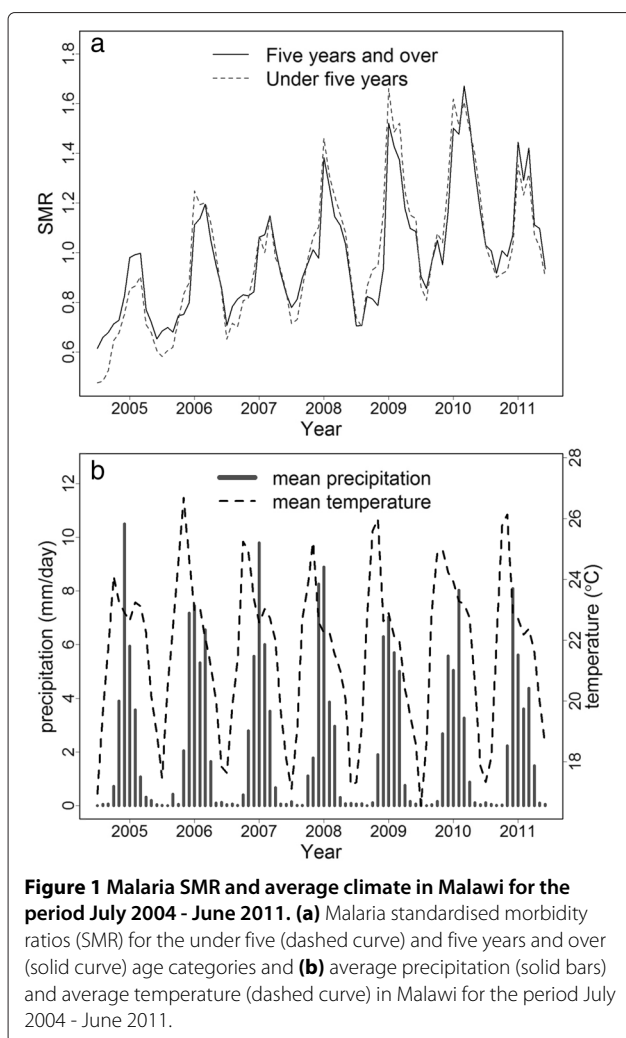 a
Five years and over
Under five years
SMR
1.8
1.6
1.4
1.2
1.0
0.8
0.6
2005 2006 2007 2008 2009 2010 2011
Year
b
mean precipitation
mean temperature
precipitation (mm/day)
12
10
8
6
4
2
0
temperature (°C)
28
26
24
22
20
18
2005 2006 2007 2008 2009 2010 2011
Year
Figure 1 Malaria SMR and average climate in Malawi for the
period July 2004 - June 2011. (a) Malaria standardised morbidity
ratios (SMR) for the under five (dashed curve) and five years and over
(solid curve) age categories and (b) average precipitation (solid bars)
and average temperature (dashed curve) in Malawi for the period July
2004 - June 2011.